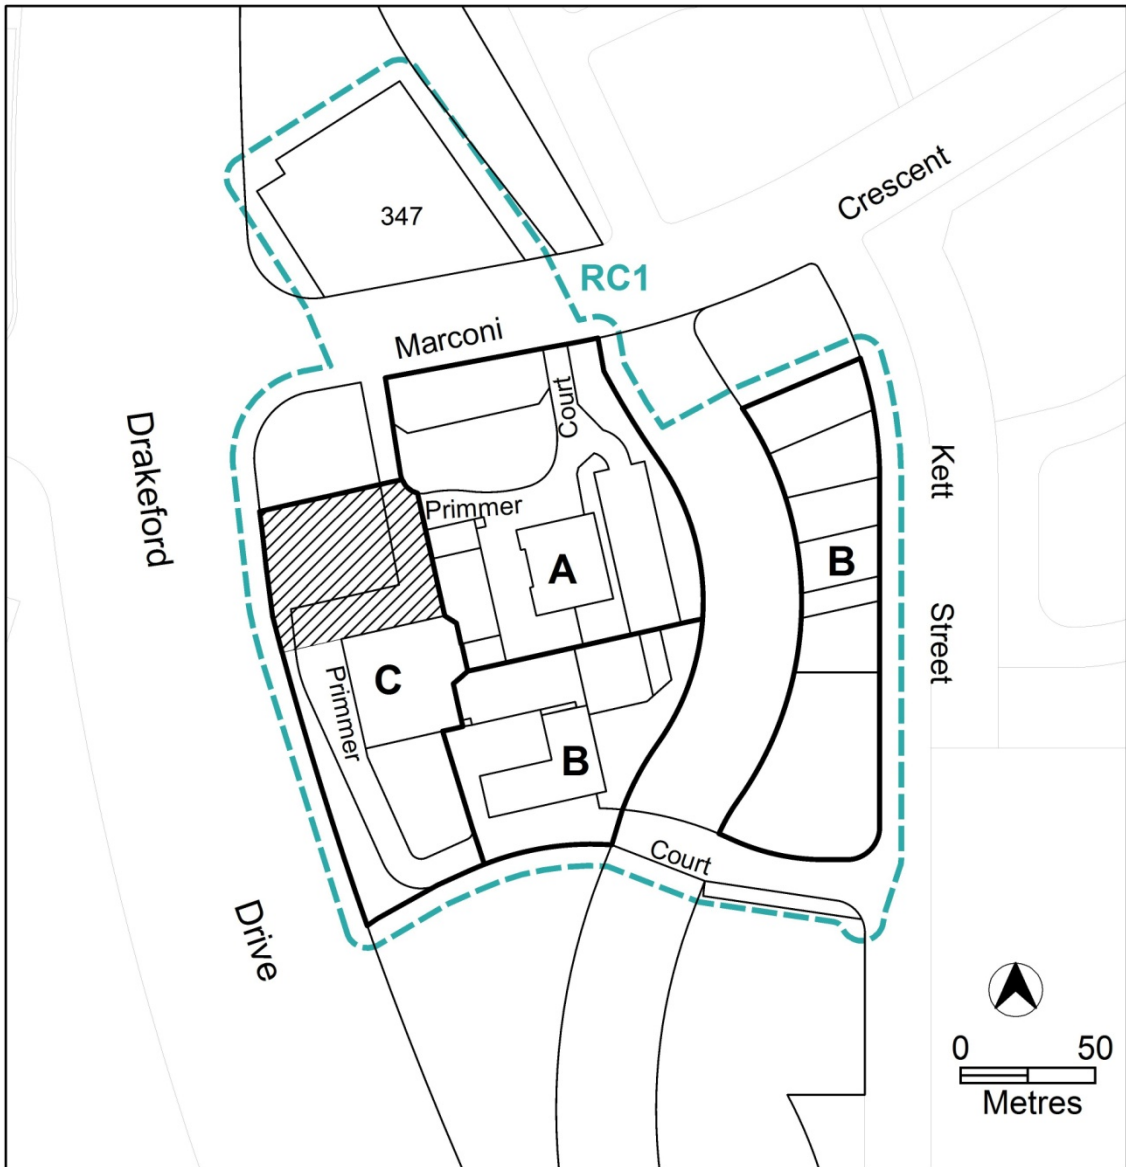 347
Crescent
RC1
Marconi
Court
Drakeford
Kett
Primmer
A
B
Street
C
Primmer
B
Court
Drive
0 50
Metres